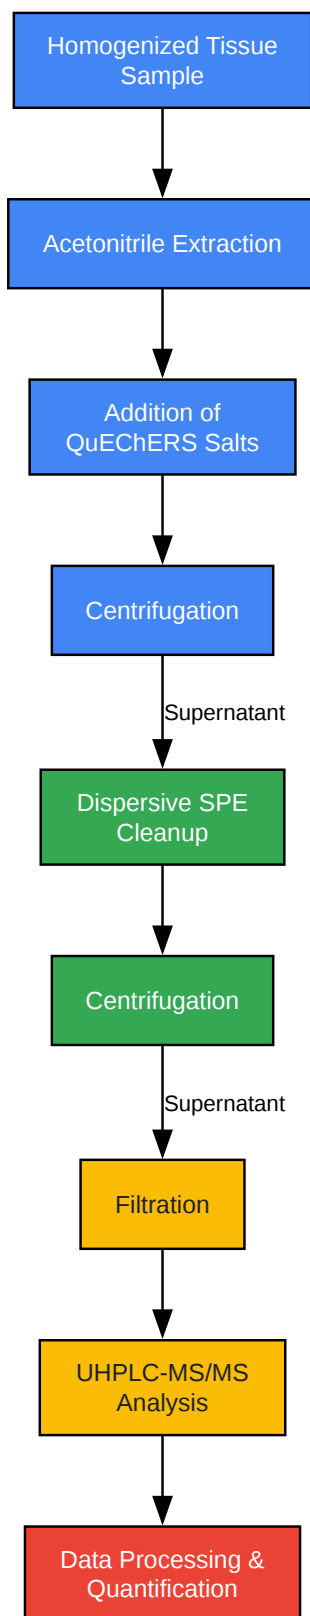 Homogenized Tissue
Sample
Acetonitrile Extraction
Addition of
QuEChERS Salts
Centrifugation
Supernatant
Dispersive SPE
Cleanup
Centrifugation
Supernatant
Filtration
UHPLC-MS/MS
Analysis
Data Processing &
Quantification